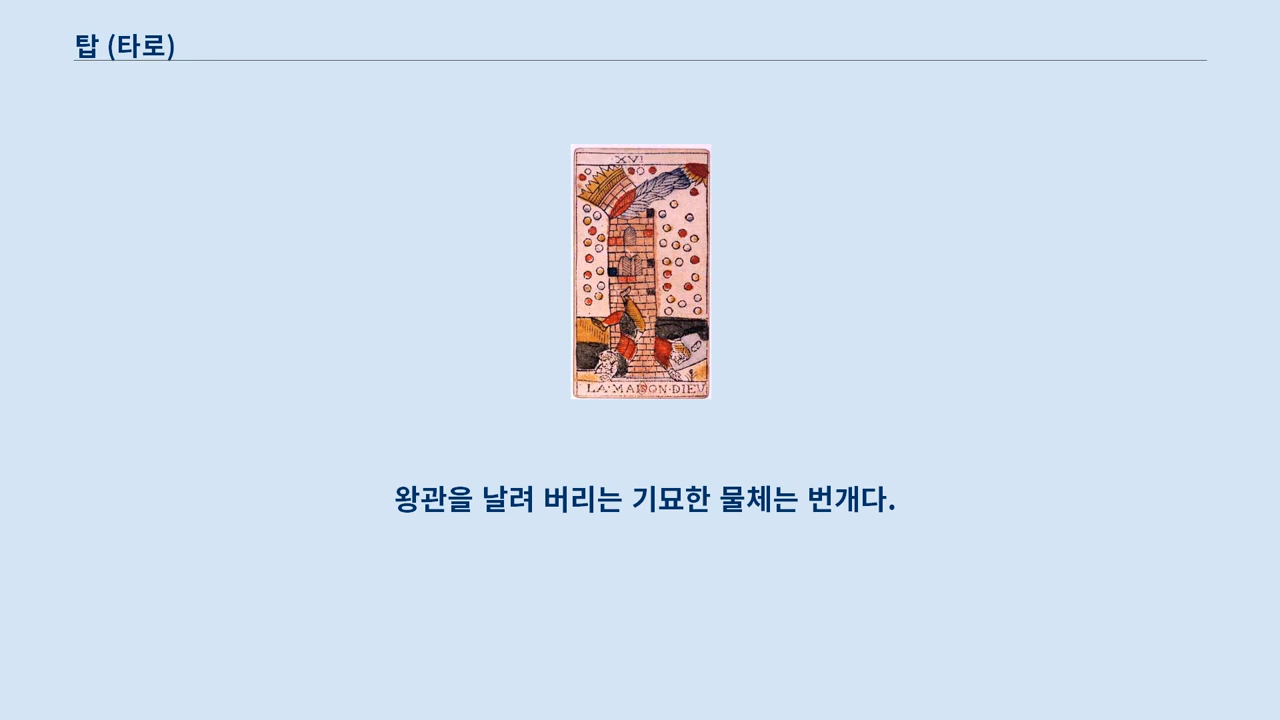 탑 (타로)
XVI
LA·MAISON·DIEV
왕관을 날려 버리는 기묘한 물체는 번개다.